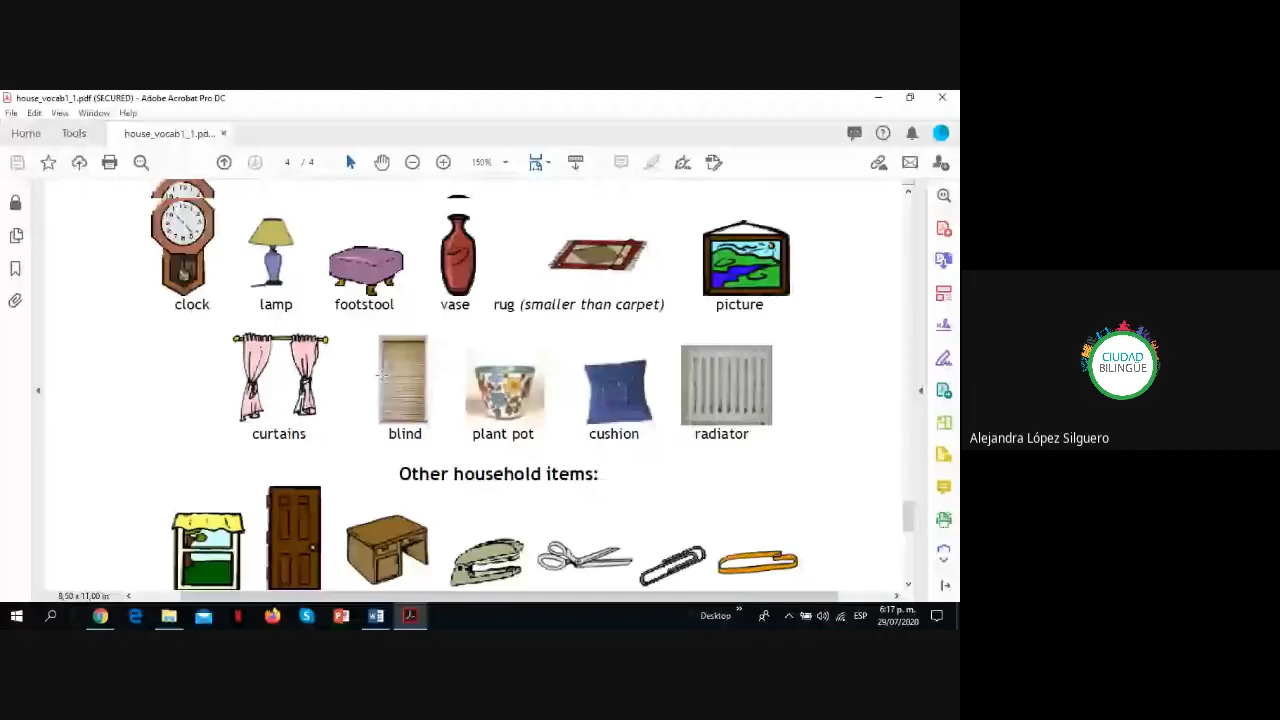 house_vocab1_1.pdf (SECURED) - Adobe Acrobat Pro DC
File Edit View Window Help
Home Tools house_vocab1_1.pd... ×
4 / 4 150%
clock lamp footstool vase rug (smaller than carpet) picture
curtains blind plant pot cushion radiator
Other household items:
8,50 x 11,00 in
Desktop » ESP 6:17 p. m.
29/07/2020
CIUDAD
BILINGÜE
Alejandra López Silguero